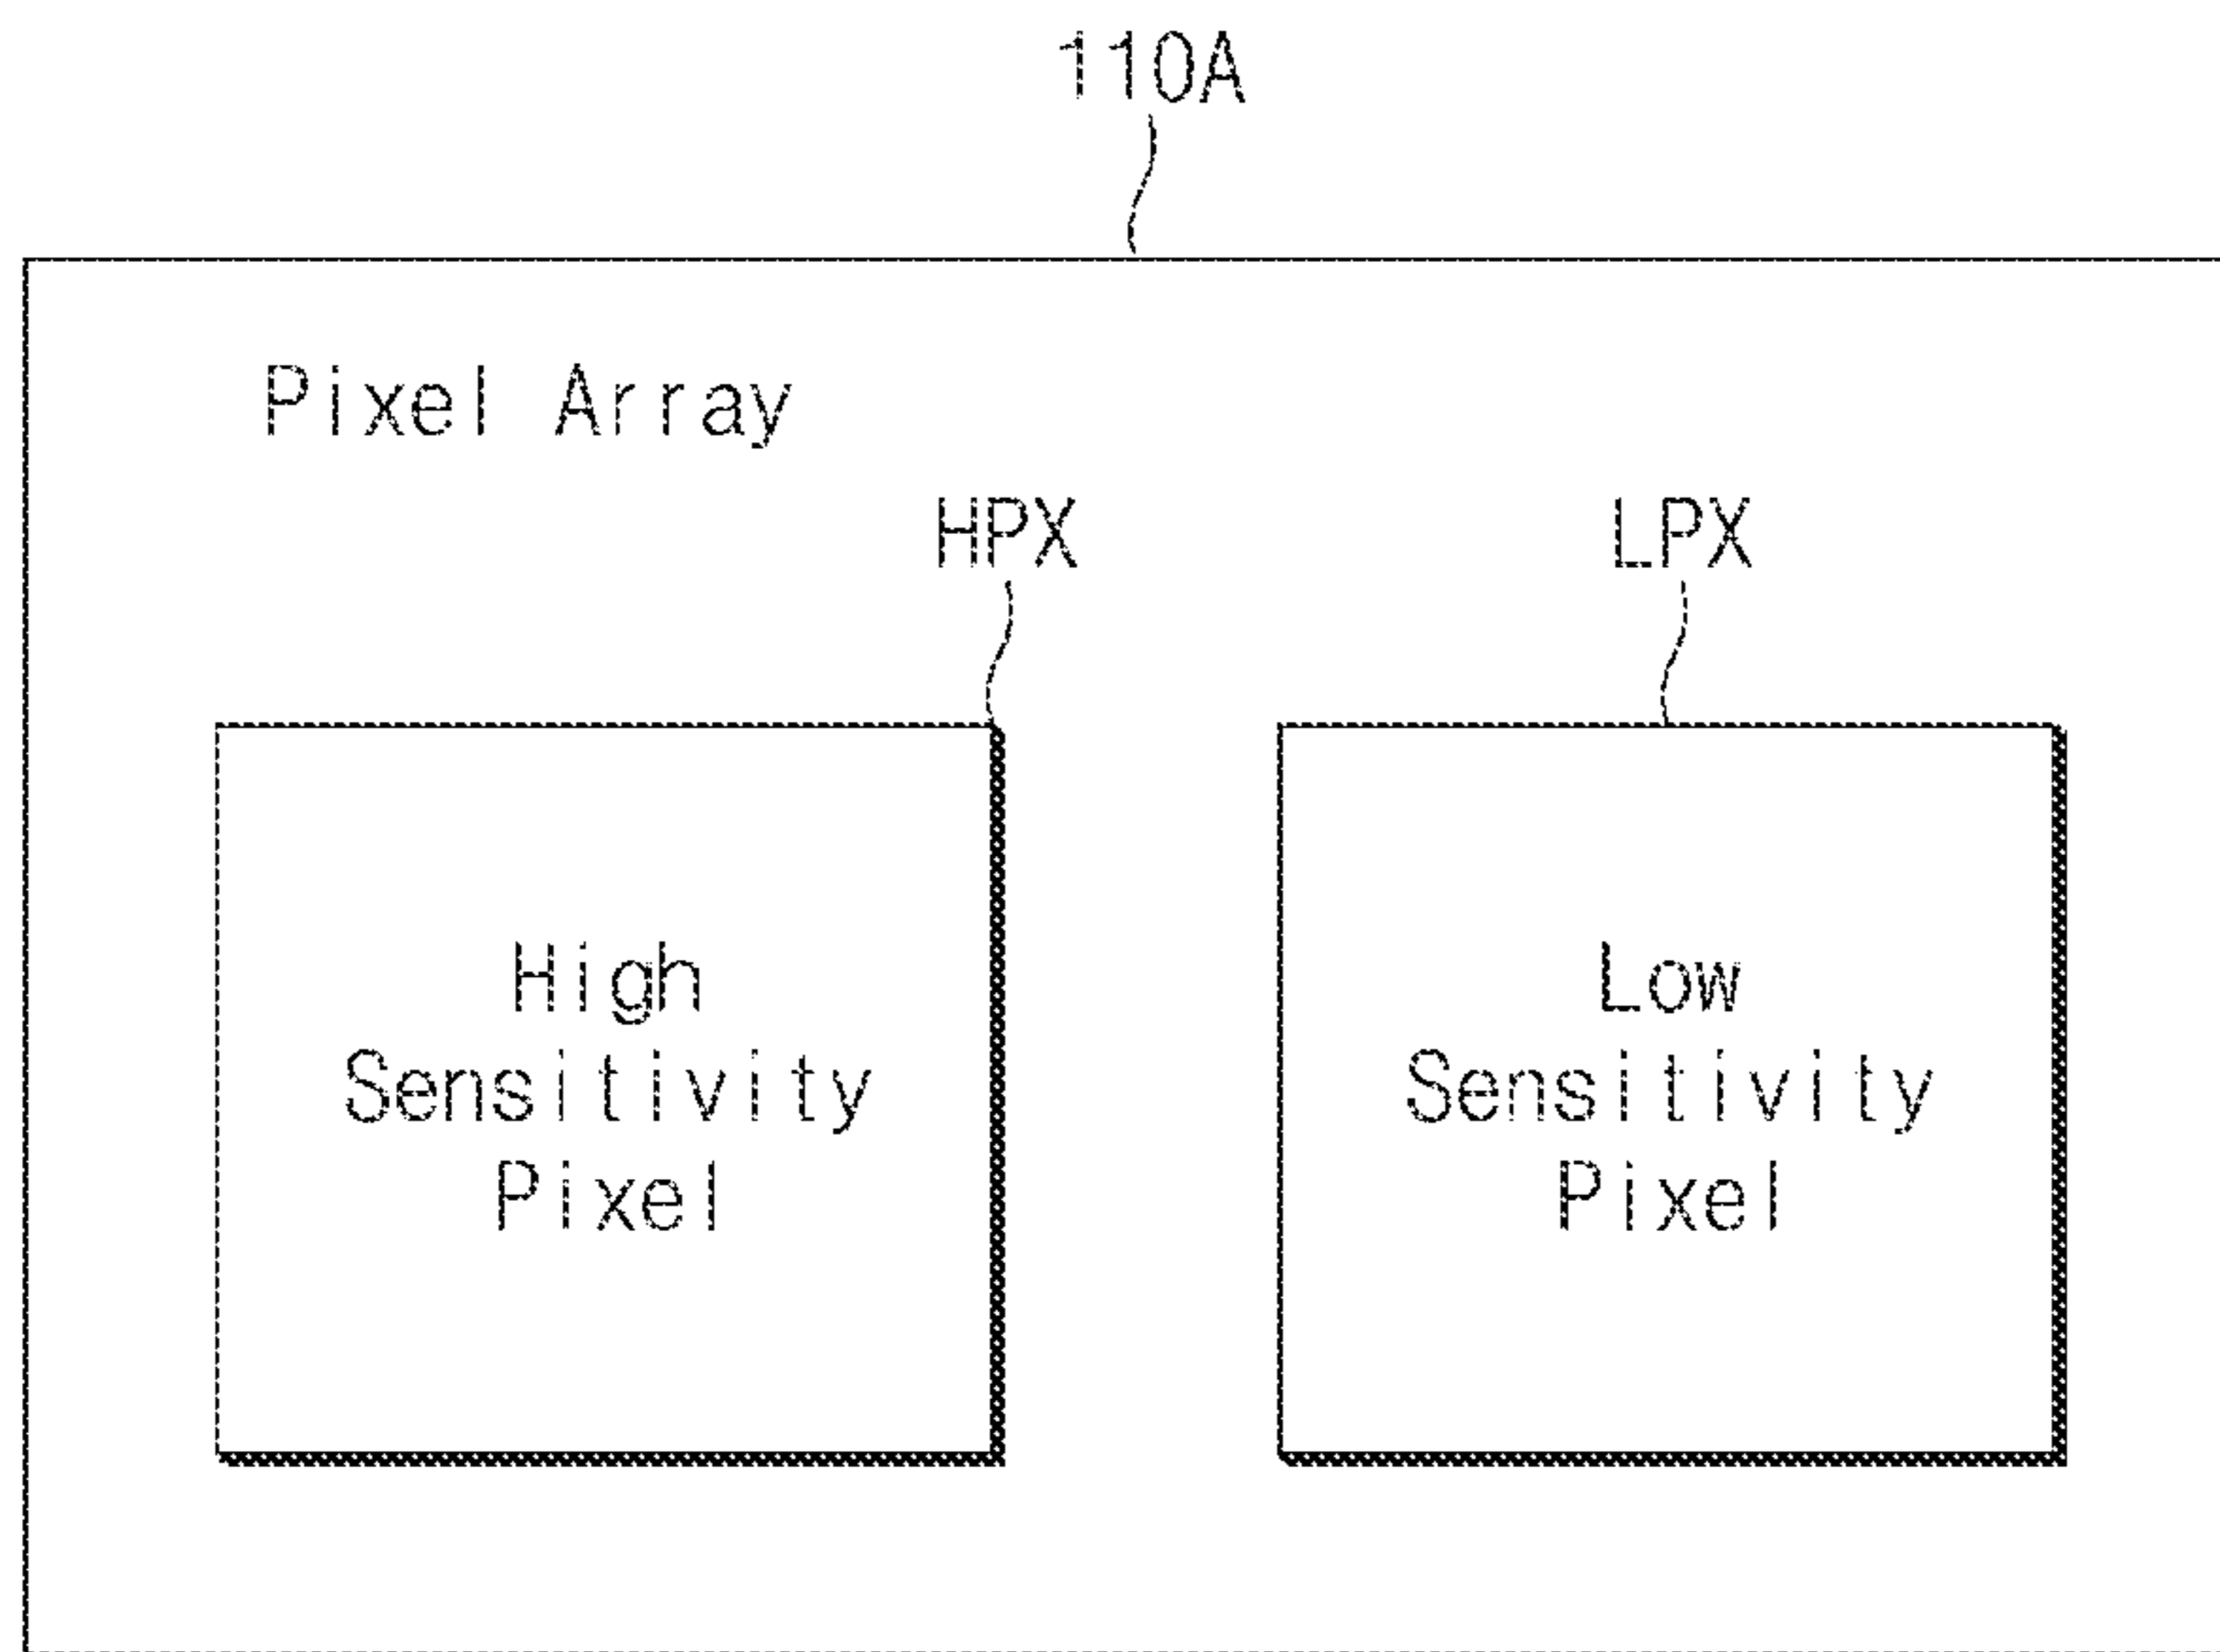 110A
Pixel Array
HPX
LPX
High
Sensitivity
Pixel
Low
Sensitivity
Pixel